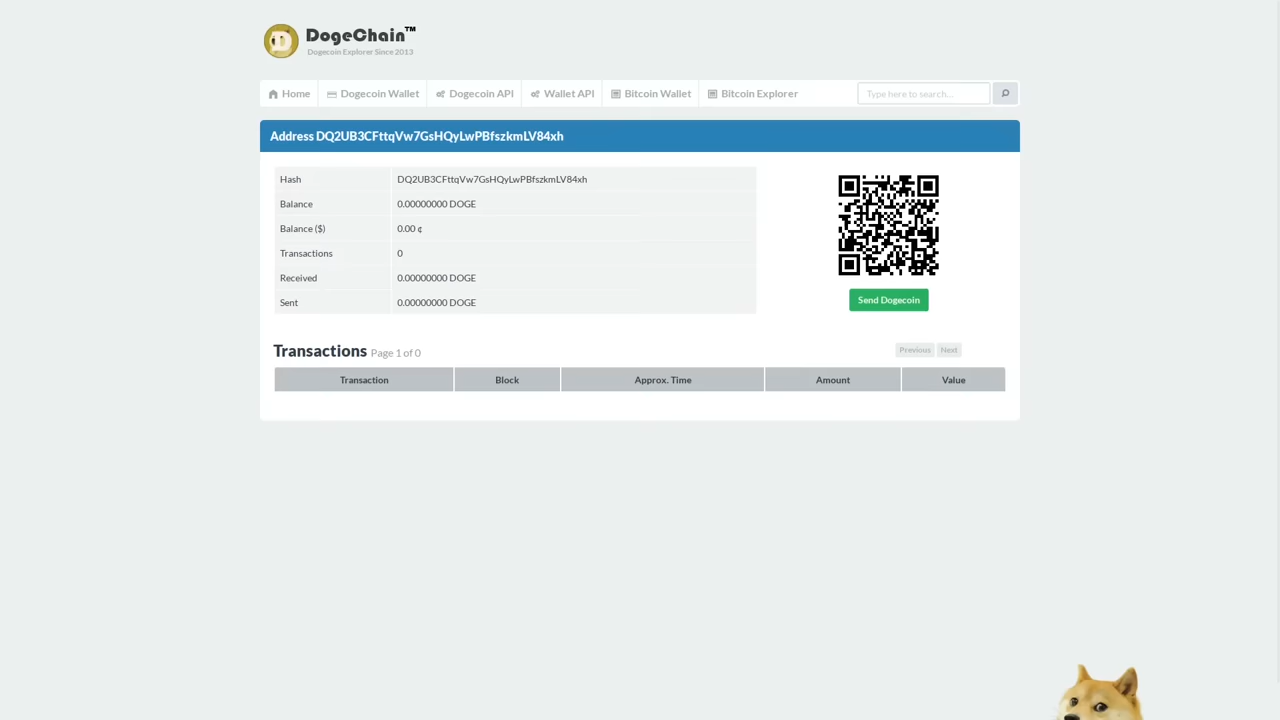 DogeChain™
Dogecoin Explorer Since 2013
Home Dogecoin Wallet Dogecoin API Wallet API Bitcoin Wallet Bitcoin Explorer Type here to search...
Address DQ2UB3CFttqVw7GsHQyLwPBfszkmLV84xh
Hash DQ2UB3CFttqVw7GsHQyLwPBfszkmLV84xh
Balance 0.00000000 DOGE
Balance ($) 0.00 ¢
Transactions 0
Received 0.00000000 DOGE
Sent 0.00000000 DOGE
Send Dogecoin
Transactions Page 1 of 0 Previous Next
Transaction Block Approx. Time Amount Value